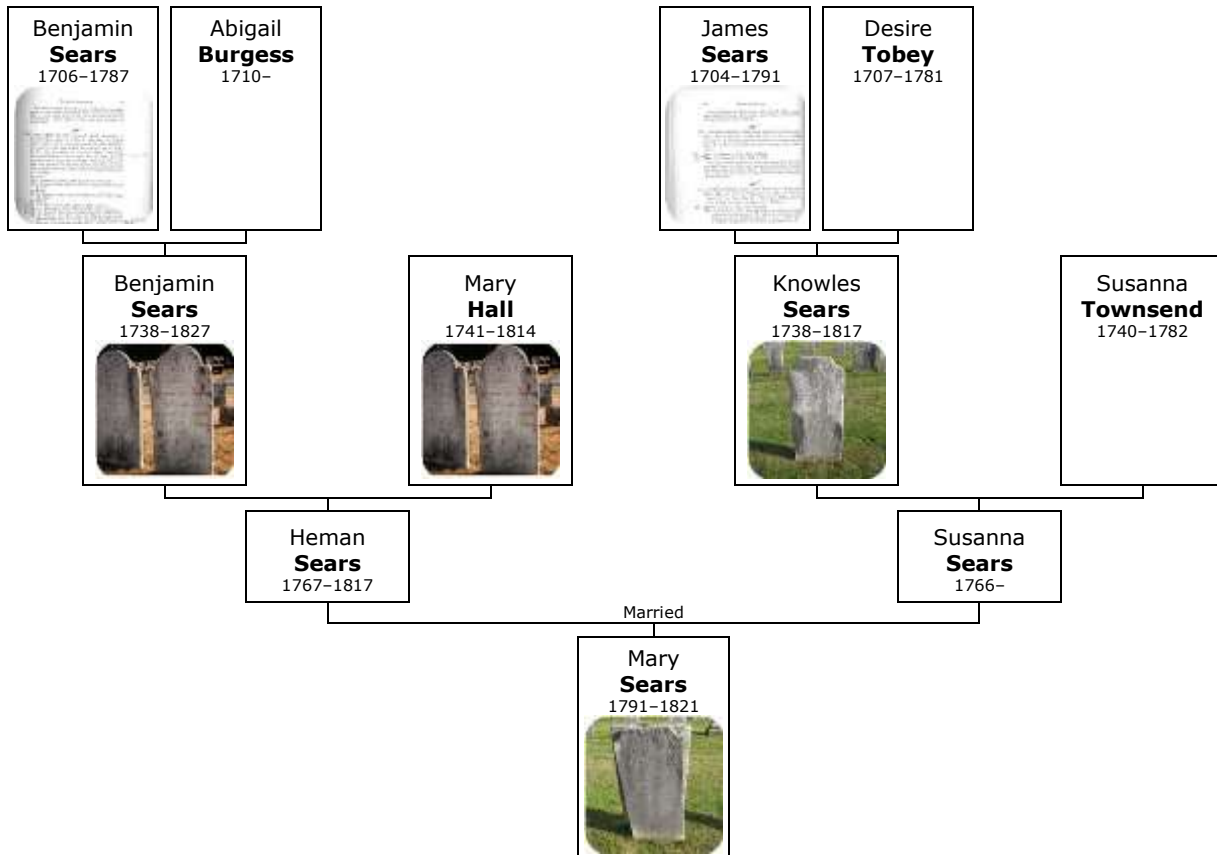 Benjamin
Sears
1706–1787
Abigail
Burgess
1710–
James
Sears
1704–1791
Desire
Tobey
1707–1781
Benjamin
Sears
1738–1827
Mary
Hall
1741–1814
Knowles
Sears
1738–1817
Susanna
Townsend
1740–1782
Heman
Sears
1767–1817
Susanna
Sears
1766–
Married
Mary
Sears
1791–1821